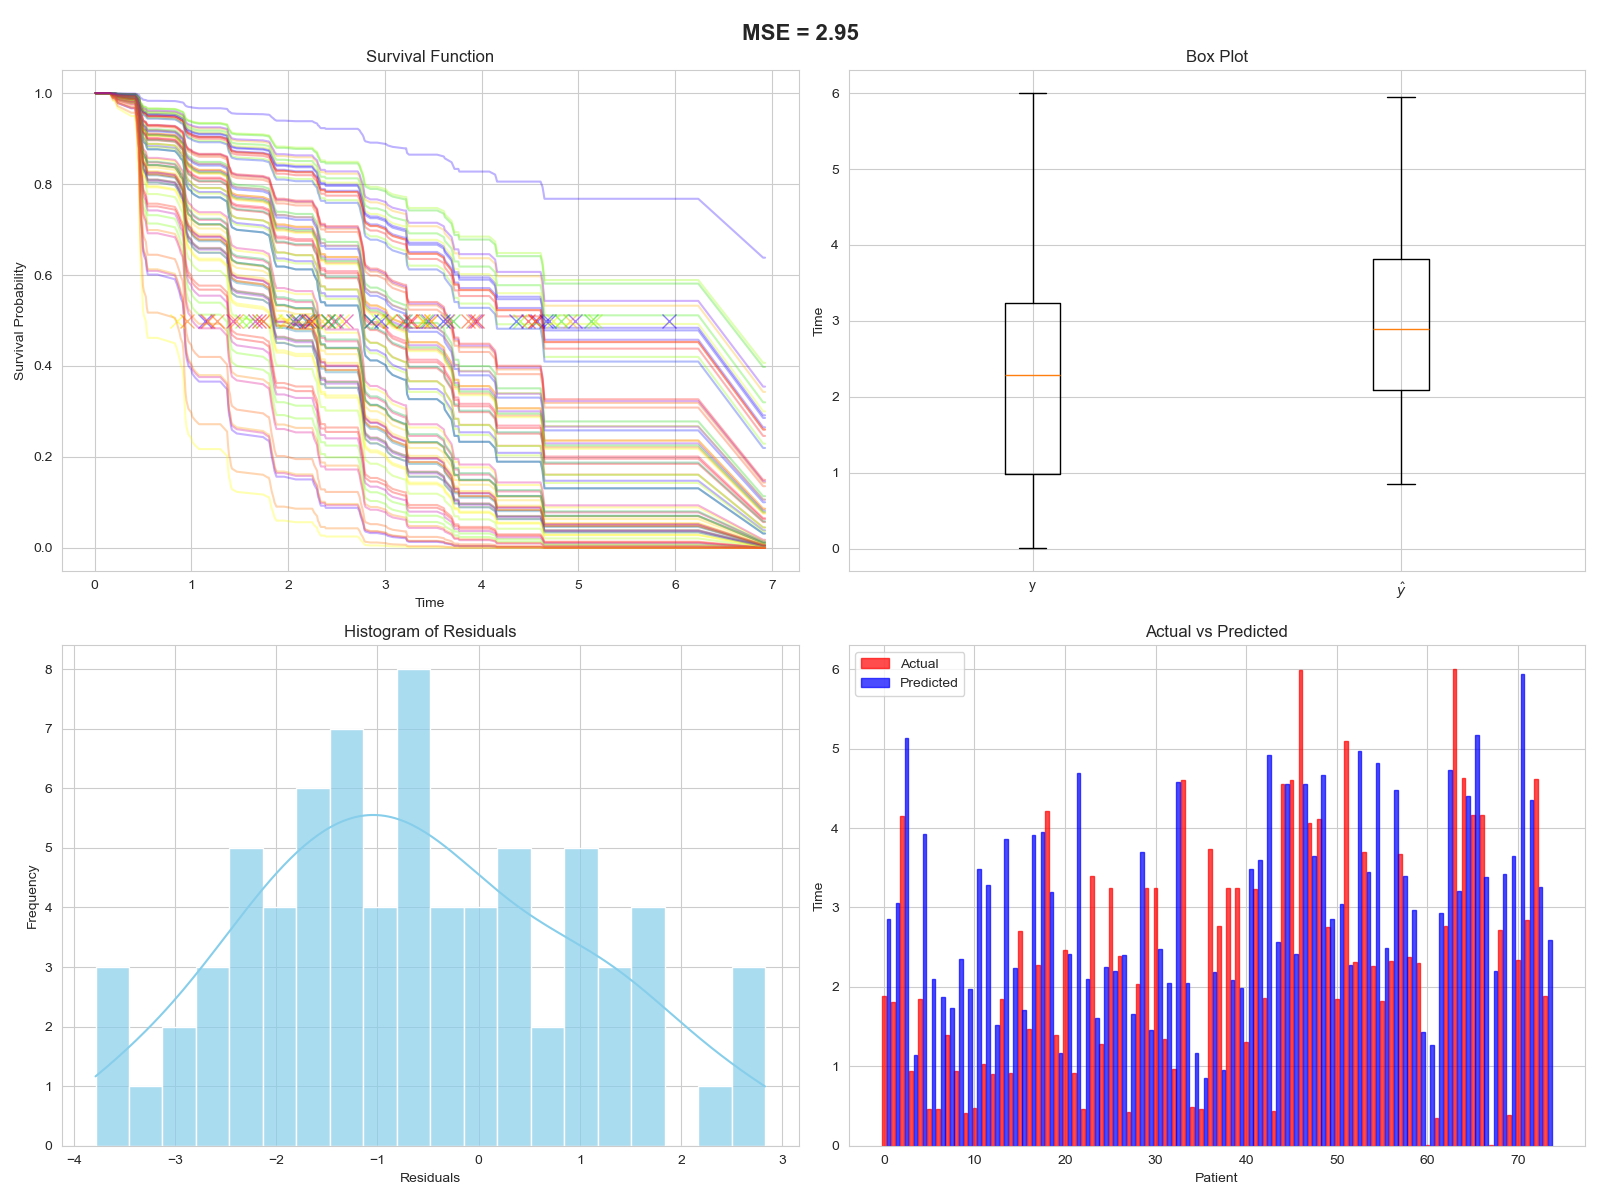 MSE = 2.95
Survival Function
Survival Probability
1.0
0.8
0.6
0.4
0.2
0.0
0 1 2 3 4 5 6 7
Time
Box Plot
Time
6
5
4
3
2
1
0
y ŷ
Histogram of Residuals
Frequency
8
7
6
5
4
3
2
1
0
−4 −3 −2 −1 0 1 2 3
Residuals
Actual vs Predicted
Actual
Predicted
Time
6
5
4
3
2
1
0
0 10 20 30 40 50 60 70
Patient